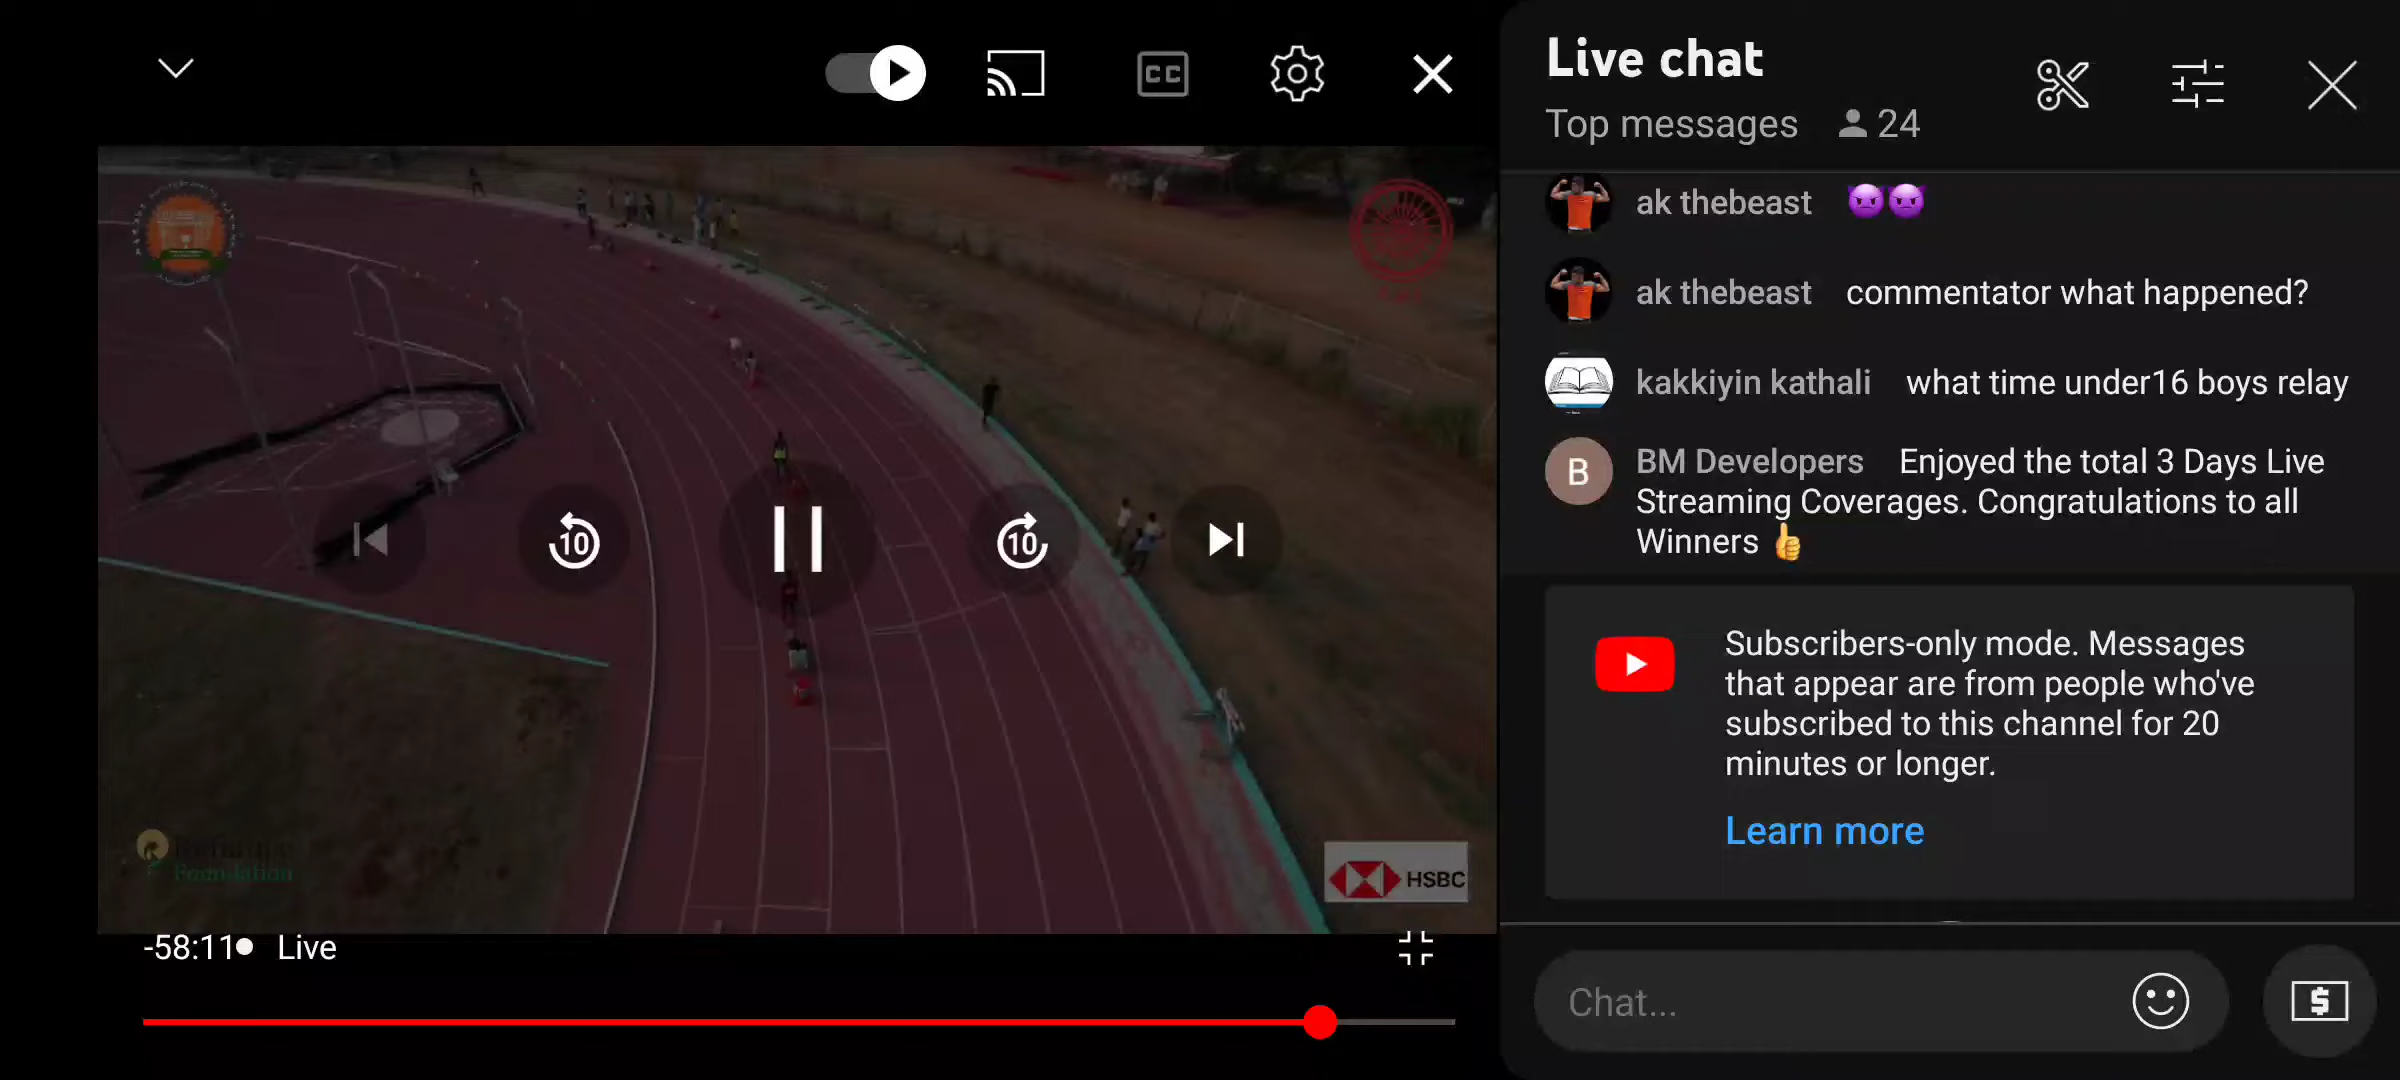 Live chat
Top messages 24
ak thebeast 😈😈
ak thebeast commentator what happened?
kakkiyin kathali what time under16 boys relay
B BM Developers Enjoyed the total 3 Days Live
Streaming Coverages. Congratulations to all
Winners 👍
Subscribers-only mode. Messages
that appear are from people who've
subscribed to this channel for 20
minutes or longer.
Learn more
Chat...
CC
10
10
Foundation
HSBC
-58:11 Live